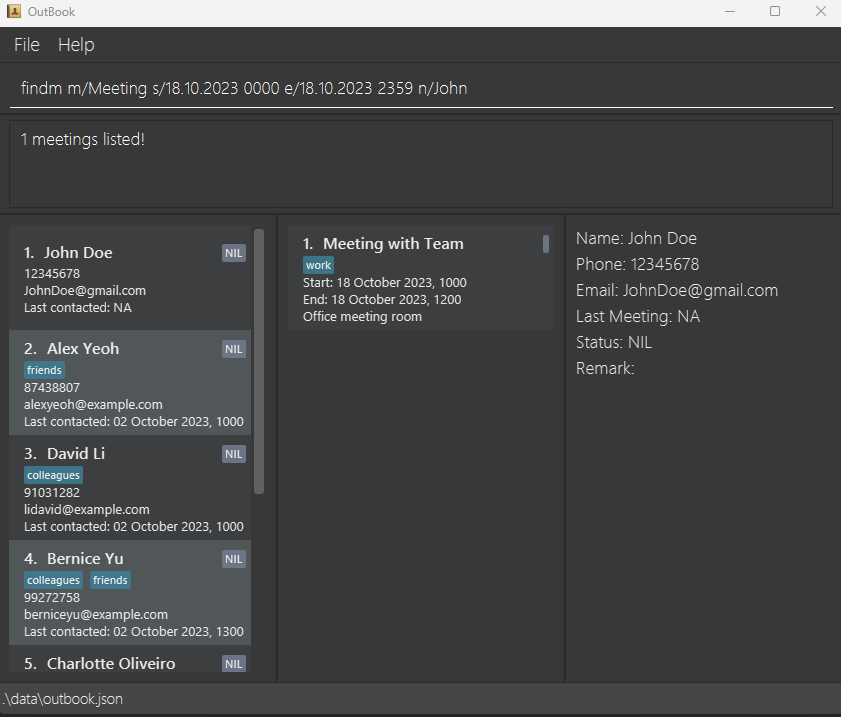 OutBook
File Help
findm m/Meeting s/18.10.2023 0000 e/18.10.2023 2359 n/John
1 meetings listed!
1. John Doe NIL
12345678
JohnDoe@gmail.com
Last contacted: NA
2. Alex Yeoh NIL
friends
87438807
alexyeoh@example.com
Last contacted: 02 October 2023, 1000
3. David Li NIL
colleagues
91031282
lidavid@example.com
Last contacted: 02 October 2023, 1000
4. Bernice Yu NIL
colleagues friends
99272758
berniceyu@example.com
Last contacted: 02 October 2023, 1300
5. Charlotte Oliveiro NIL
1. Meeting with Team
work
Start: 18 October 2023, 1000
End: 18 October 2023, 1200
Office meeting room
Name: John Doe
Phone: 12345678
Email: JohnDoe@gmail.com
Last Meeting: NA
Status: NIL
Remark:
.\data\outbook.json